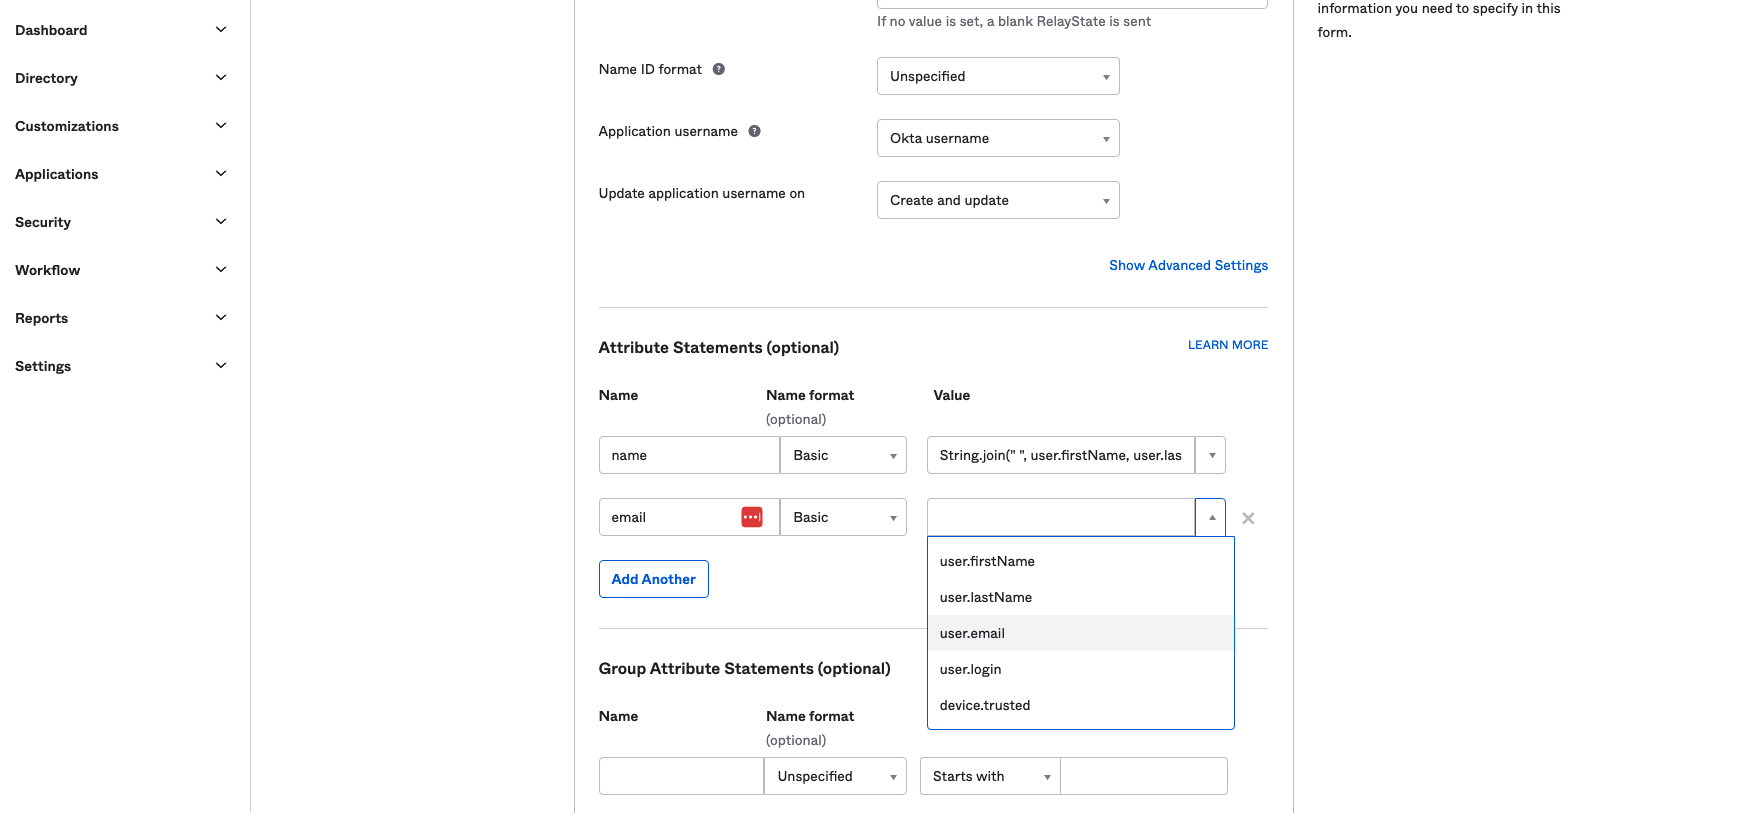 Dashboard
Directory
Customizations
Applications
Security
Workflow
Reports
Settings
If no value is set, a blank RelayState is sent
Name ID format ?
Unspecified
Application username ?
Okta username
Update application username on
Create and update
Show Advanced Settings
Attribute Statements (optional)
LEARN MORE
Name Name format Value
(optional)
name Basic String.join(" ", user.firstName, user.las
email Basic
user.firstName
user.lastName
user.email
user.login
device.trusted
Add Another
Group Attribute Statements (optional)
Name Name format
(optional)
Unspecified Starts with
information you need to specify in this
form.